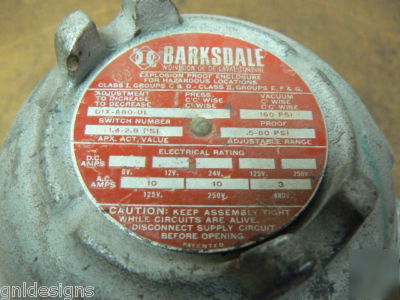 BARKSDALE
EXPLOSION PROOF ENCLOSURE
FOR HAZARDOUS LOCATIONS
CLASS I, GROUPS C & D - CLASS II, GROUPS E, F & G
ADJUSTMENT PRESS. VACUUM
TO INCREASE C'C' WISE C' WISE
TO DECREASE C' WISE C'C' WISE
D1X-A80-UL 160 PSI
SWITCH NUMBER PROOF
1.4-2.8 PSI .5-80 PSI
APX. ACT. VALUE ADJUSTABLE RANGE
ELECTRICAL RATING
D.C.
AMPS
6V. 12V. 24V. 125V. 250V.
A.C.
AMPS 10 10 3
125V. 250V. 480V.
CAUTION: KEEP ASSEMBLY TIGHT
WHILE CIRCUITS ARE ALIVE.
DISCONNECT SUPPLY CIRCUIT
BEFORE OPENING.
PATENTED
© gnldesigns